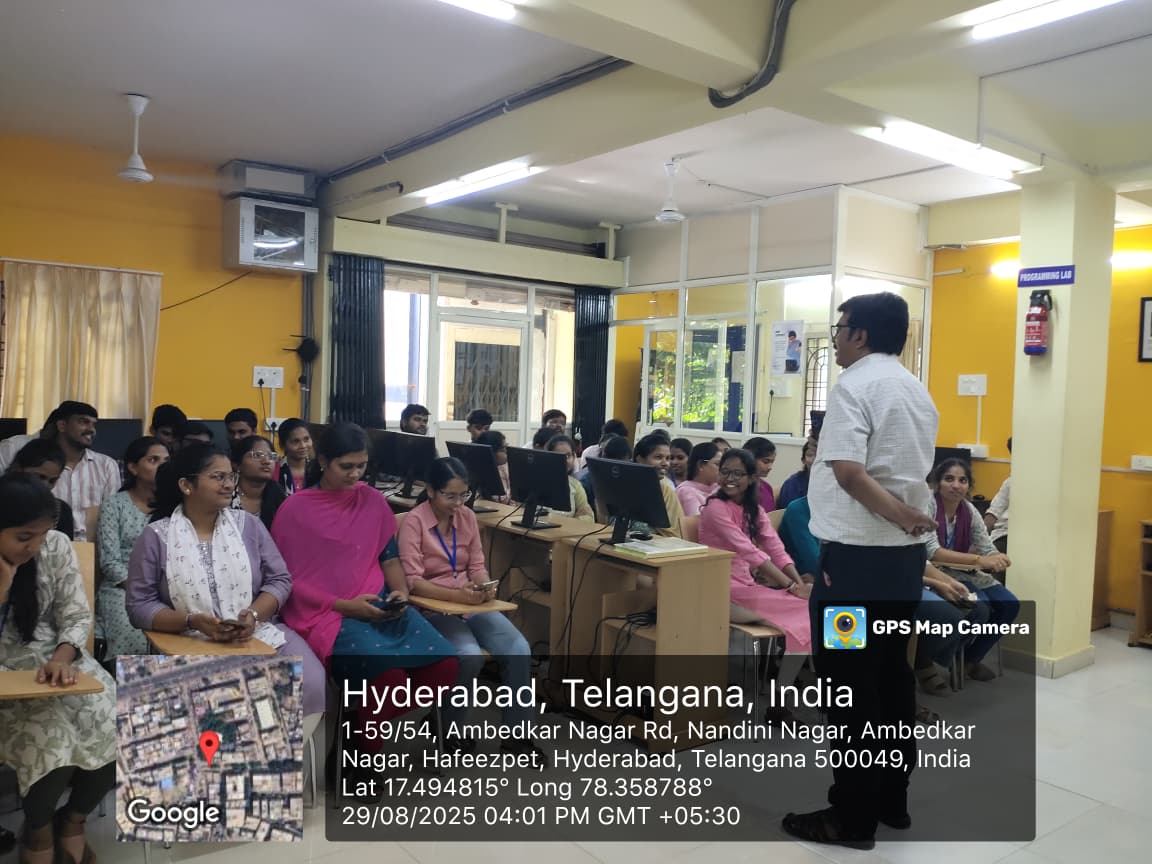 PROGRAMMING LAB
GPS Map Camera
Hyderabad, Telangana, India
1-59/54, Ambedkar Nagar Rd, Nandini Nagar, Ambedkar
Nagar, Hafeezpet, Hyderabad, Telangana 500049, India
Lat 17.494815° Long 78.358788°
29/08/2025 04:01 PM GMT +05:30
Google